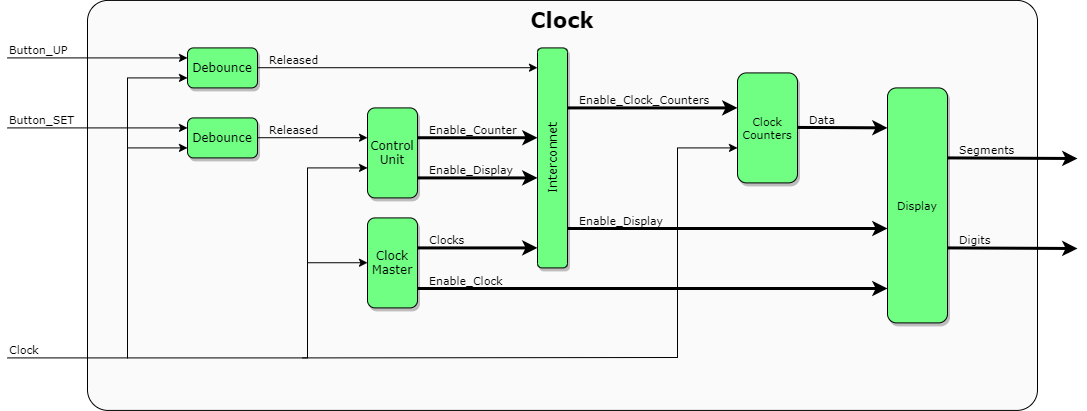 Clock
Button_UP
Debounce
Released
Button_SET
Debounce
Released
Control
Unit
Enable_Counter
Enable_Display
Interconnet
Enable_Clock_Counters
Clock
Counters
Data
Segments
Display
Digits
Enable_Display
Clock
Master
Clocks
Enable_Clock
Clock